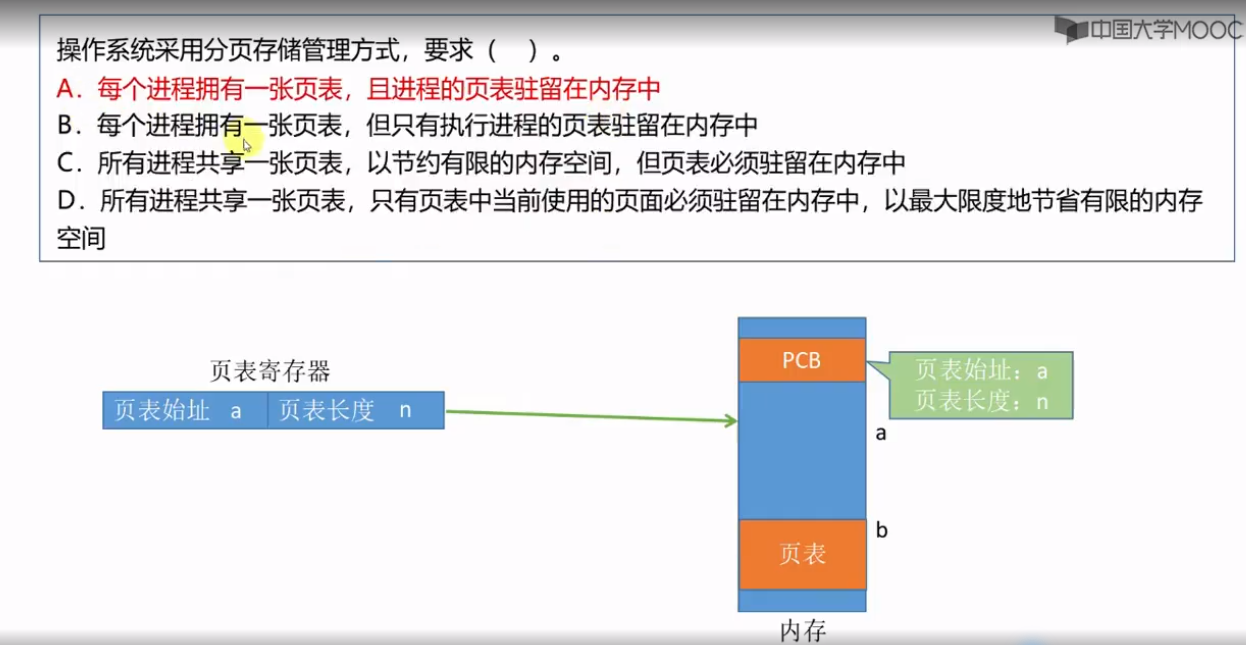 中国大学MOOC
操作系统采用分页存储管理方式，要求（　）。
A．每个进程拥有一张页表，且进程的页表驻留在内存中
B．每个进程拥有一张页表，但只有执行进程的页表驻留在内存中
C．所有进程共享一张页表，以节约有限的内存空间，但页表必须驻留在内存中
D．所有进程共享一张页表，只有页表中当前使用的页面必须驻留在内存中，以最大限度地节省有限的内存
空间
页表寄存器
页表始址 a 页表长度 n
PCB
页表始址：a
页表长度：n
a
b
页表
内存